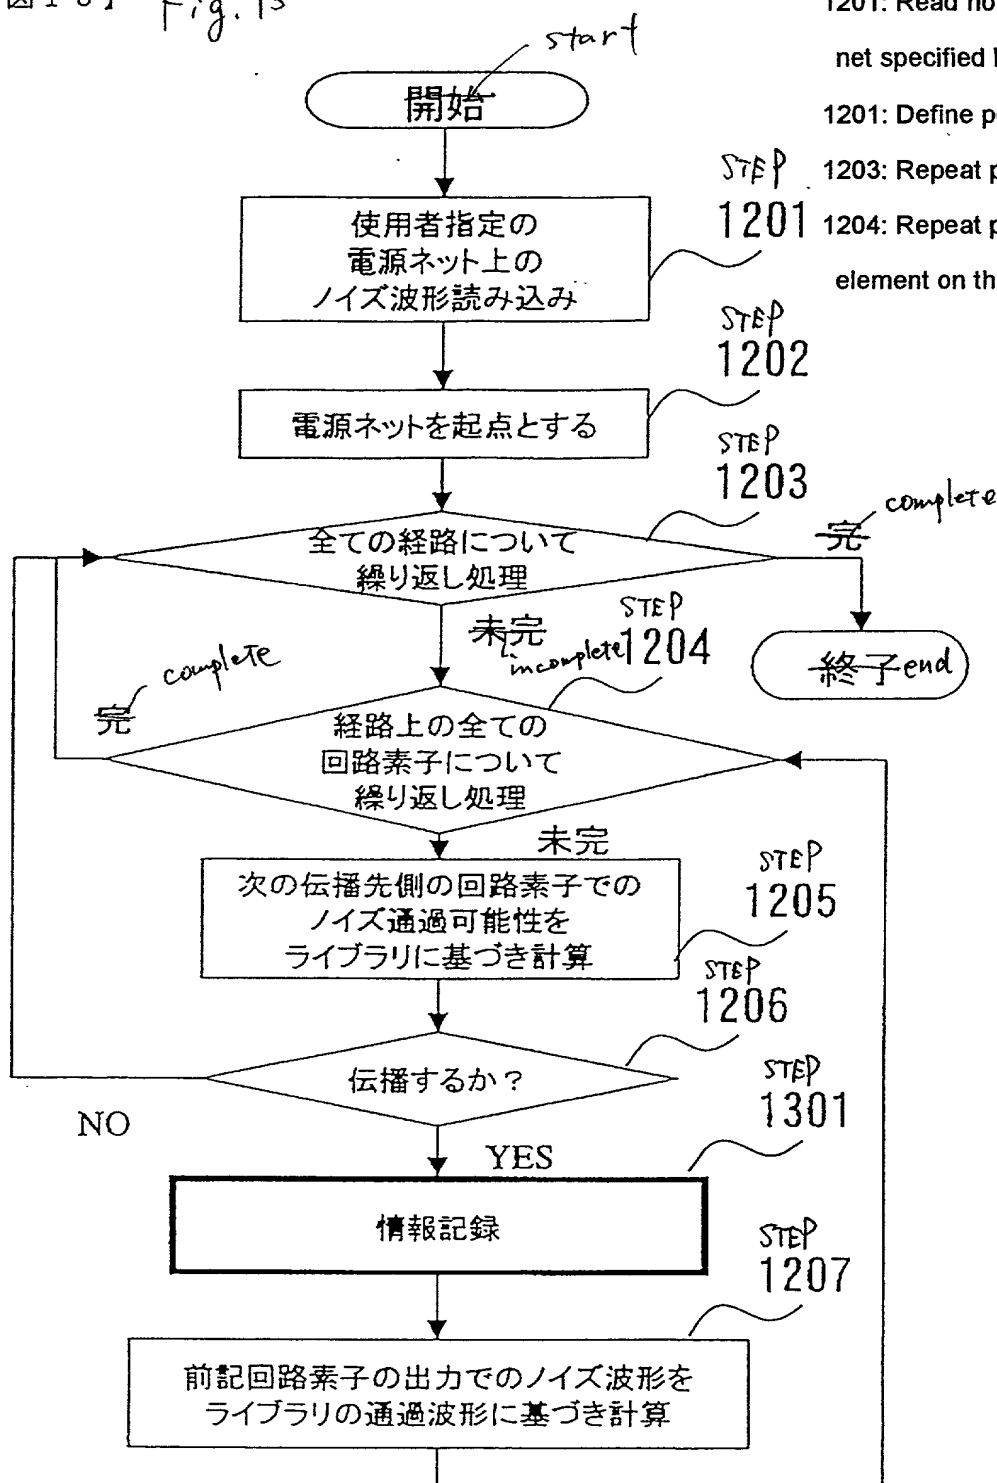 Fig. 13
start
開始
STEP
1201
使用者指定の
電源ネット上の
ノイズ波形読み込み
STEP
1202
電源ネットを起点とする
STEP
1203
全ての経路について
繰り返し処理
完
complete
未完
incomplete
STEP
1204
終了
end
完
complete
経路上の全ての
回路素子について
繰り返し処理
未完
STEP
1205
次の伝播先側の回路素子での
ノイズ通過可能性を
ライブラリに基づき計算
STEP
1206
伝播するか？
NO
YES
STEP
1301
情報記録
STEP
1207
前記回路素子の出力でのノイズ波形を
ライブラリの通過波形に基づき計算
1201: Read
net specified
1201: Define
1203: Repeat
1204: Repeat
element on